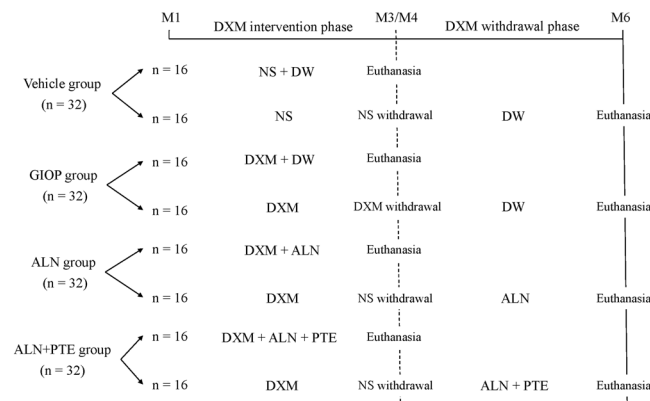 M1 M3/M4 M6
DXM intervention phase DXM withdrawal phase
n = 16 NS + DW Euthanasia
Vehicle group
(n = 32)
n = 16 NS NS withdrawal DW Euthanasia
n = 16 DXM + DW Euthanasia
GIOP group
(n = 32)
n = 16 DXM DXM withdrawal DW Euthanasia
n = 16 DXM + ALN Euthanasia
ALN group
(n = 32)
n = 16 DXM NS withdrawal ALN Euthanasia
n = 16 DXM + ALN + PTE Euthanasia
ALN+PTE group
(n = 32)
n = 16 DXM NS withdrawal ALN + PTE Euthanasia